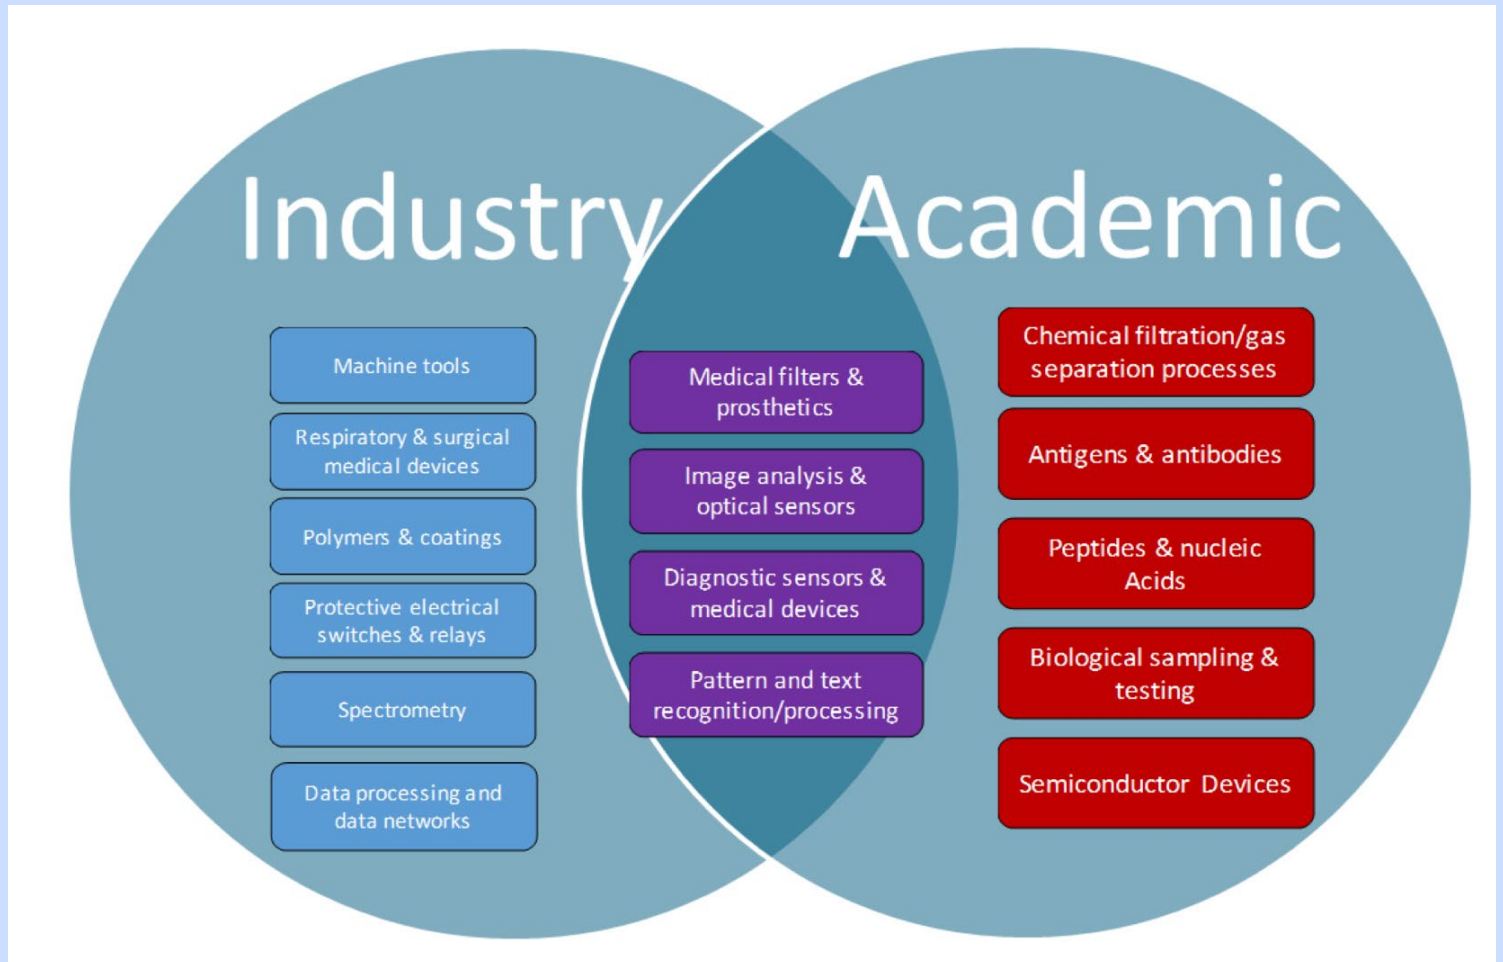 Industry
Academic
Machine tools
Respiratory & surgical
medical devices
Polymers & coatings
Protective electrical
switches & relays
Spectrometry
Data processing and
data networks
Medical filters &
prosthetics
Image analysis &
optical sensors
Diagnostic sensors &
medical devices
Pattern and text
recognition/processing
Chemical filtration/gas
separation processes
Antigens & antibodies
Peptides & nucleic
Acids
Biological sampling &
testing
Semiconductor Devices